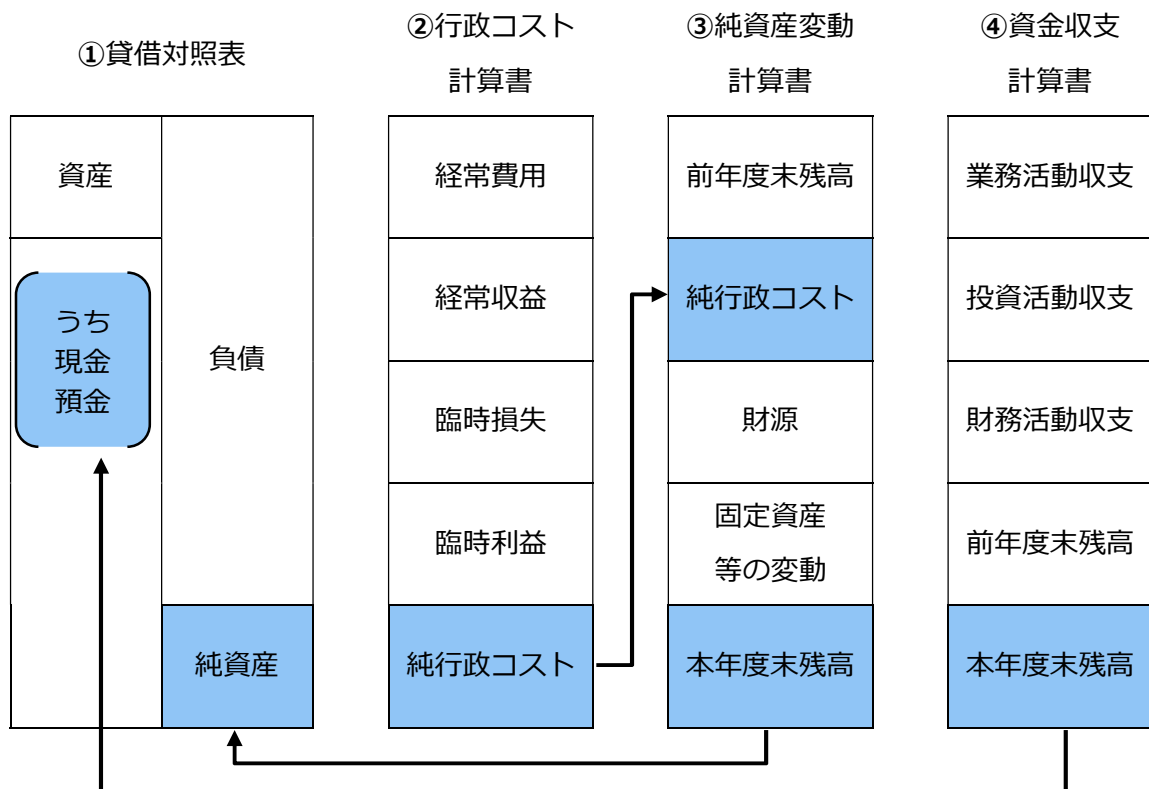 ①貸借対照表
資産
うち
現金
預金
負債
純資産
②行政コスト
計算書
経常費用
経常収益
臨時損失
臨時利益
純行政コスト
③純資産変動
計算書
前年度末残高
純行政コスト
財源
固定資産
等の変動
本年度末残高
④資金収支
計算書
業務活動収支
投資活動収支
財務活動収支
前年度末残高
本年度末残高